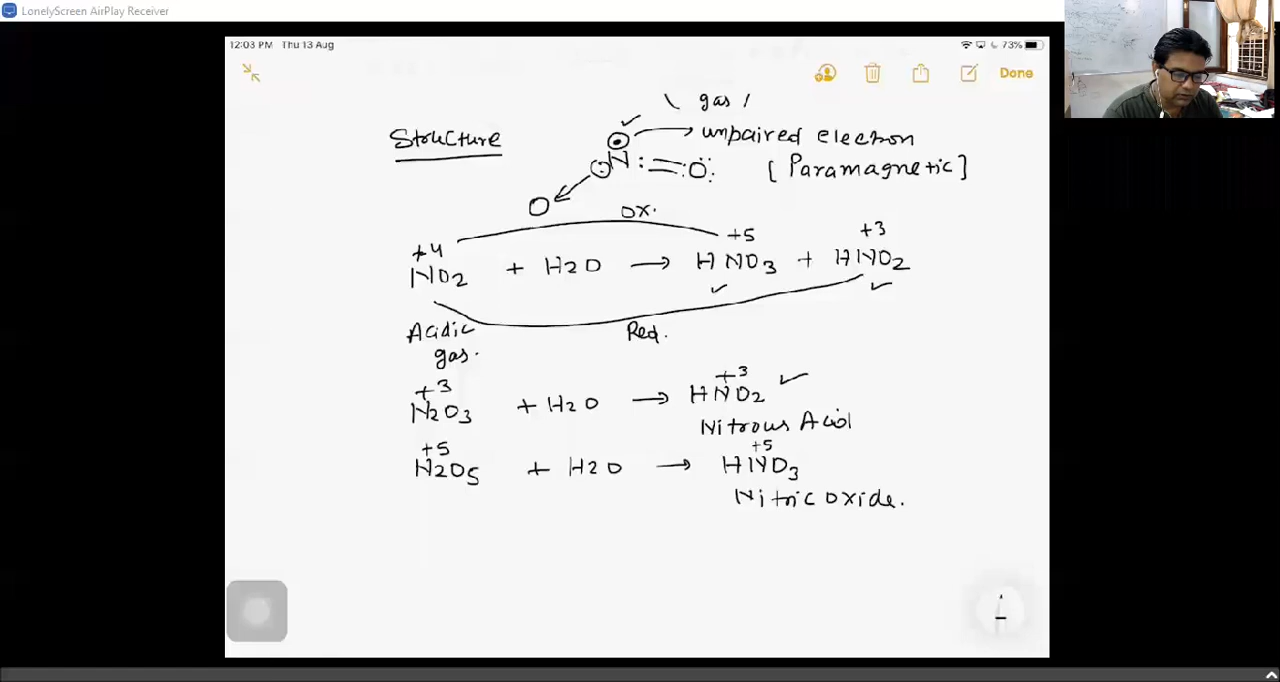 LonelyScreen AirPlay Receiver
12:03 PM Thu 13 Aug
73%
Done
( gas )
Structure
unpaired electron
N : = O
[ Paramagnetic ]
O
ox.
+4 +5 +3
NO2 + H2O → HNO3 + HNO2
Acidic
gas.
Red.
+3 +3
N2O3 + H2O → HNO2
Nitrous Acid
+5 +5
N2O5 + H2O → HNO3
Nitric oxide.